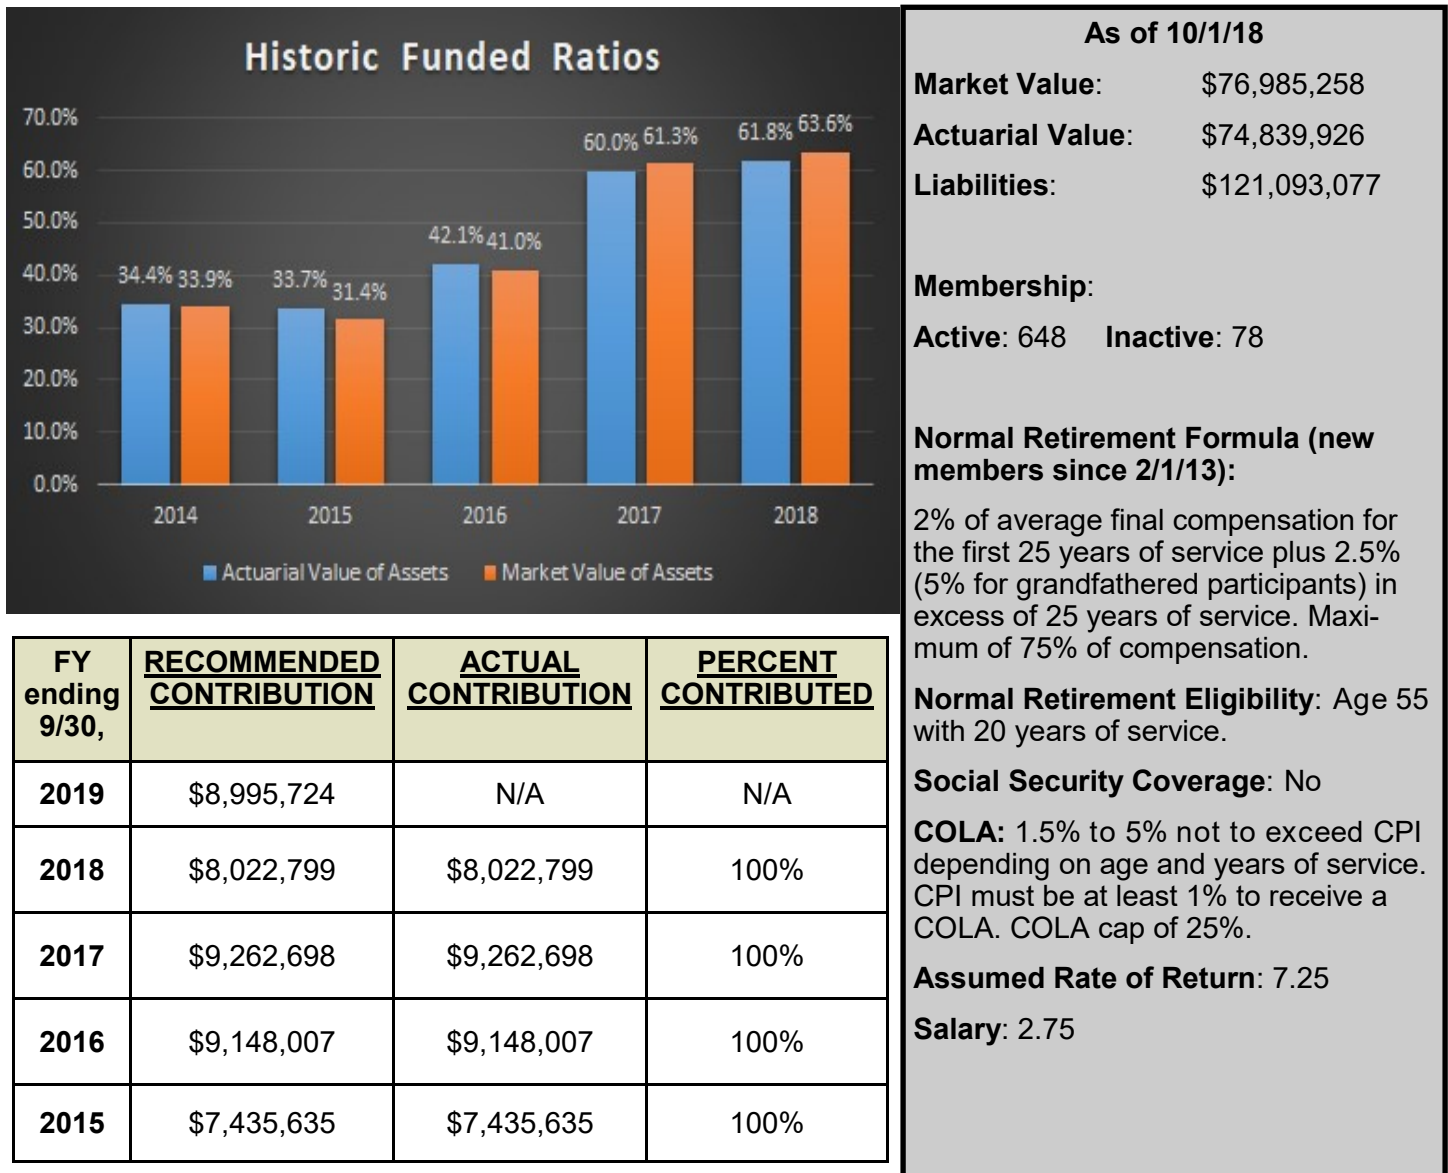 Historic Funded Ratios
70.0%
60.0%
50.0%
40.0%
30.0%
20.0%
10.0%
0.0%
34.4% 33.9%
33.7% 31.4%
42.1% 41.0%
60.0% 61.3%
61.8% 63.6%
2014 2015 2016 2017 2018
Actuarial Value of Assets Market Value of Assets
FY ending 9/30, RECOMMENDED CONTRIBUTION ACTUAL CONTRIBUTION PERCENT CONTRIBUTED
2019 $8,995,724 N/A N/A
2018 $8,022,799 $8,022,799 100%
2017 $9,262,698 $9,262,698 100%
2016 $9,148,007 $9,148,007 100%
2015 $7,435,635 $7,435,635 100%
As of 10/1/18
Market Value: $76,985,258
Actuarial Value: $74,839,926
Liabilities: $121,093,077
Membership:
Active: 648 Inactive: 78
Normal Retirement Formula (new
members since 2/1/13):
2% of average final compensation for
the first 25 years of service plus 2.5%
(5% for grandfathered participants) in
excess of 25 years of service. Maxi-
mum of 75% of compensation.
Normal Retirement Eligibility: Age 55
with 20 years of service.
Social Security Coverage: No
COLA: 1.5% to 5% not to exceed CPI
depending on age and years of service.
CPI must be at least 1% to receive a
COLA. COLA cap of 25%.
Assumed Rate of Return: 7.25
Salary: 2.75